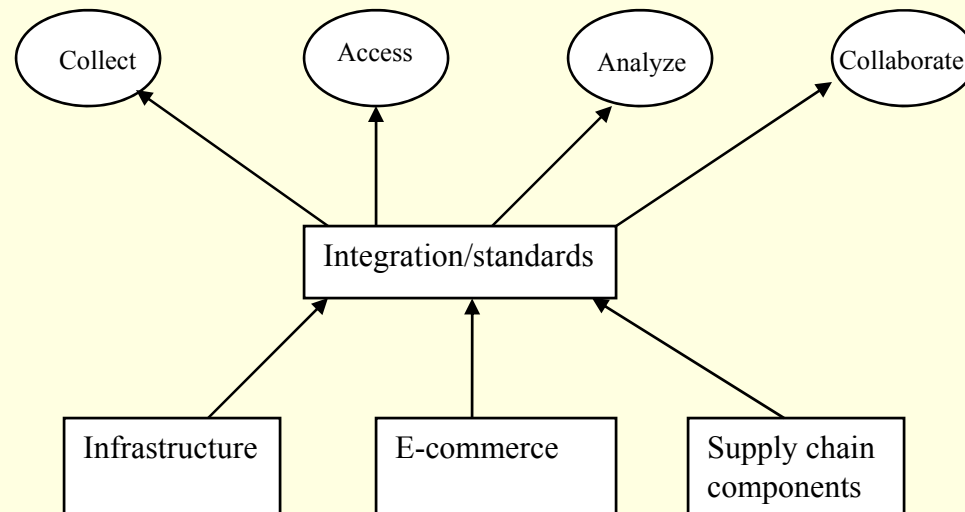 Collect
Access
Analyze
Collaborate
Integration/standards
Infrastructure
E-commerce
Supply chain
components